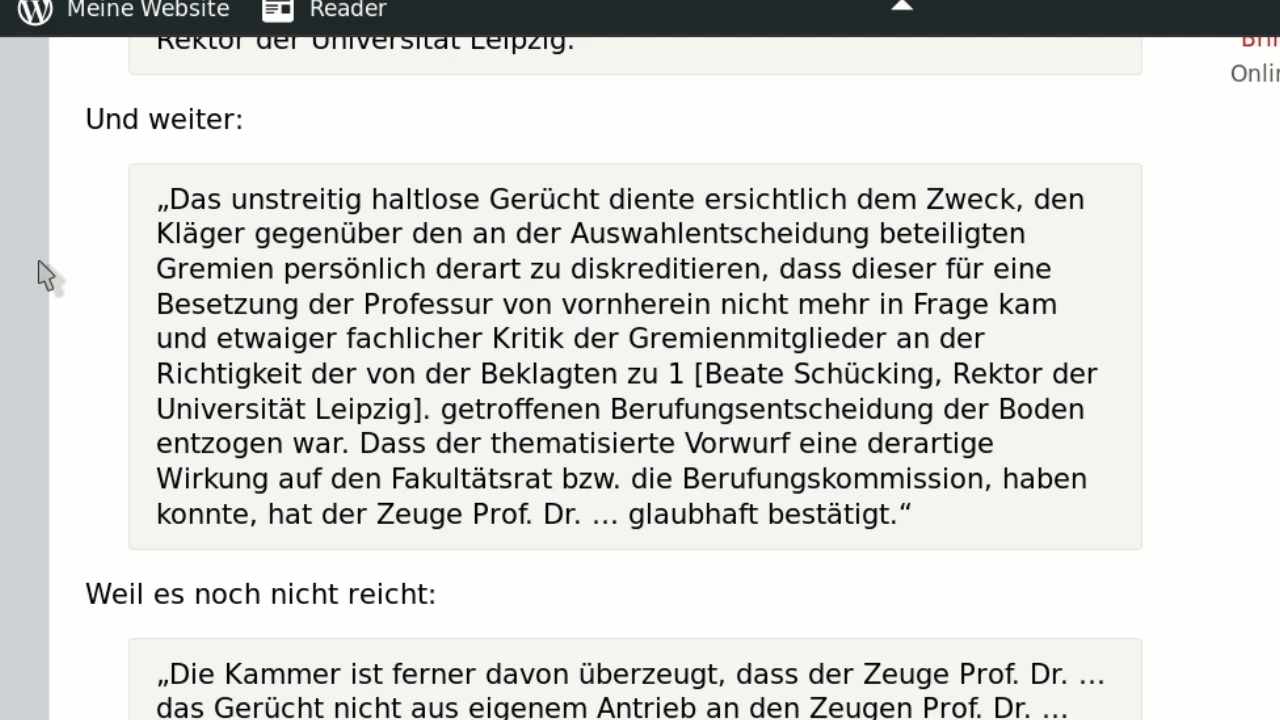 Meine Website
Reader
Rektor der Universität Leipzig.
Und weiter:
„Das unstreitig haltlose Gerücht diente ersichtlich dem Zweck, den
Kläger gegenüber den an der Auswahlentscheidung beteiligten
Gremien persönlich derart zu diskreditieren, dass dieser für eine
Besetzung der Professur von vornherein nicht mehr in Frage kam
und etwaiger fachlicher Kritik der Gremienmitglieder an der
Richtigkeit der von der Beklagten zu 1 [Beate Schücking, Rektor der
Universität Leipzig]. getroffenen Berufungsentscheidung der Boden
entzogen war. Dass der thematisierte Vorwurf eine derartige
Wirkung auf den Fakultätsrat bzw. die Berufungskommission, haben
konnte, hat der Zeuge Prof. Dr. … glaubhaft bestätigt.“
Weil es noch nicht reicht:
„Die Kammer ist ferner davon überzeugt, dass der Zeuge Prof. Dr. …
das Gerücht nicht aus eigenem Antrieb an den Zeugen Prof. Dr. …